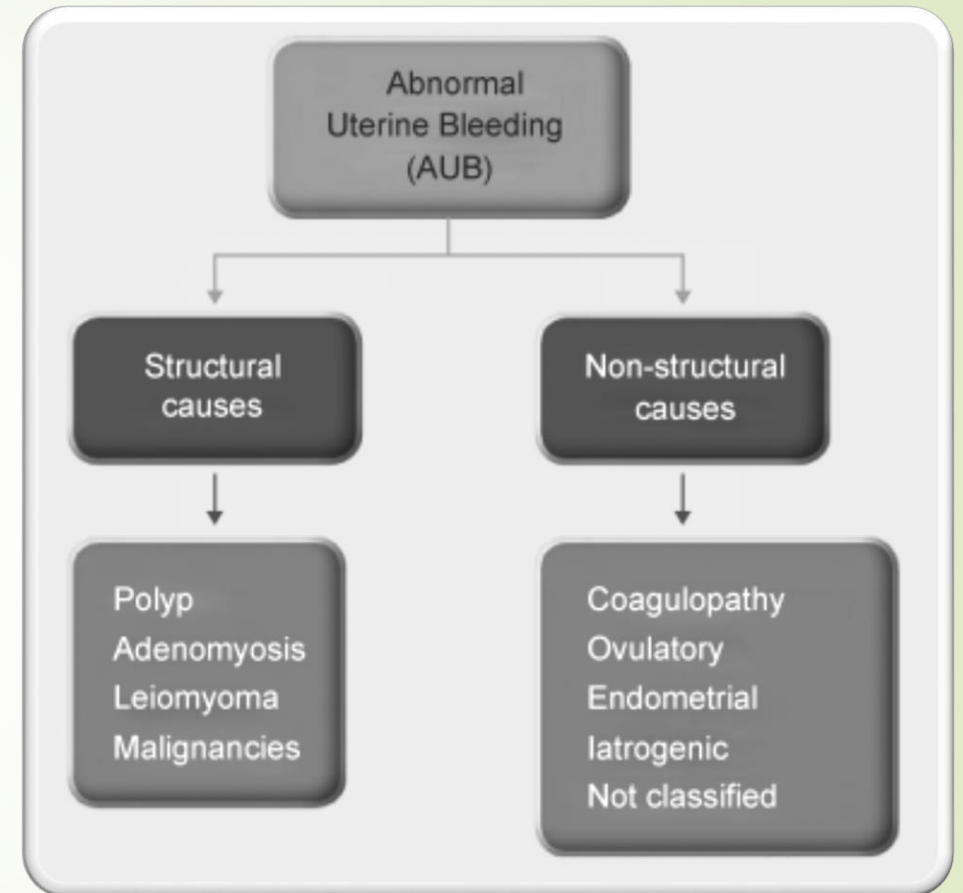 Abnormal
Uterine Bleeding
(AUB)
Structural
causes
Non-structural
causes
Polyp
Adenomyosis
Leiomyoma
Malignancies
Coagulopathy
Ovulatory
Endometrial
Iatrogenic
Not classified